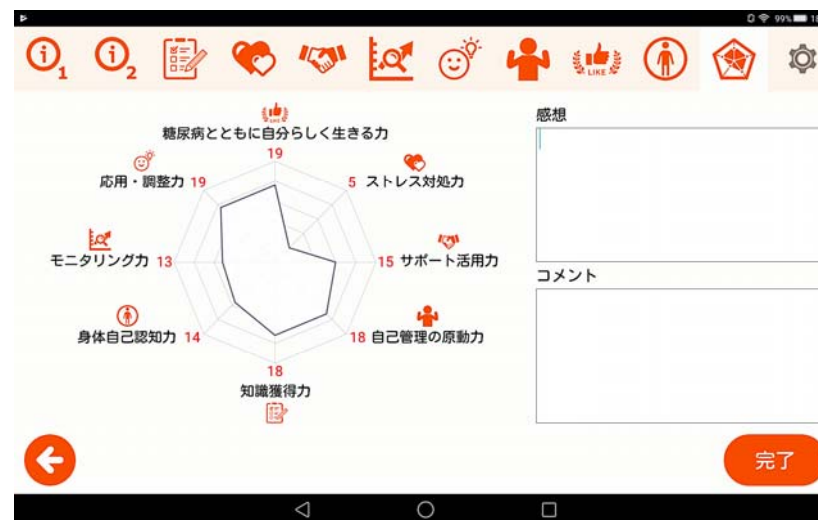 99%
i1
i2
LIKE
糖尿病とともに自分らしく生きる力
19
応用・調整力 19
5 ストレス対処力
モニタリング力 13
15 サポート活用力
身体自己認知力 14
18 自己管理の原動力
18
知識獲得力
感想
コメント
完了